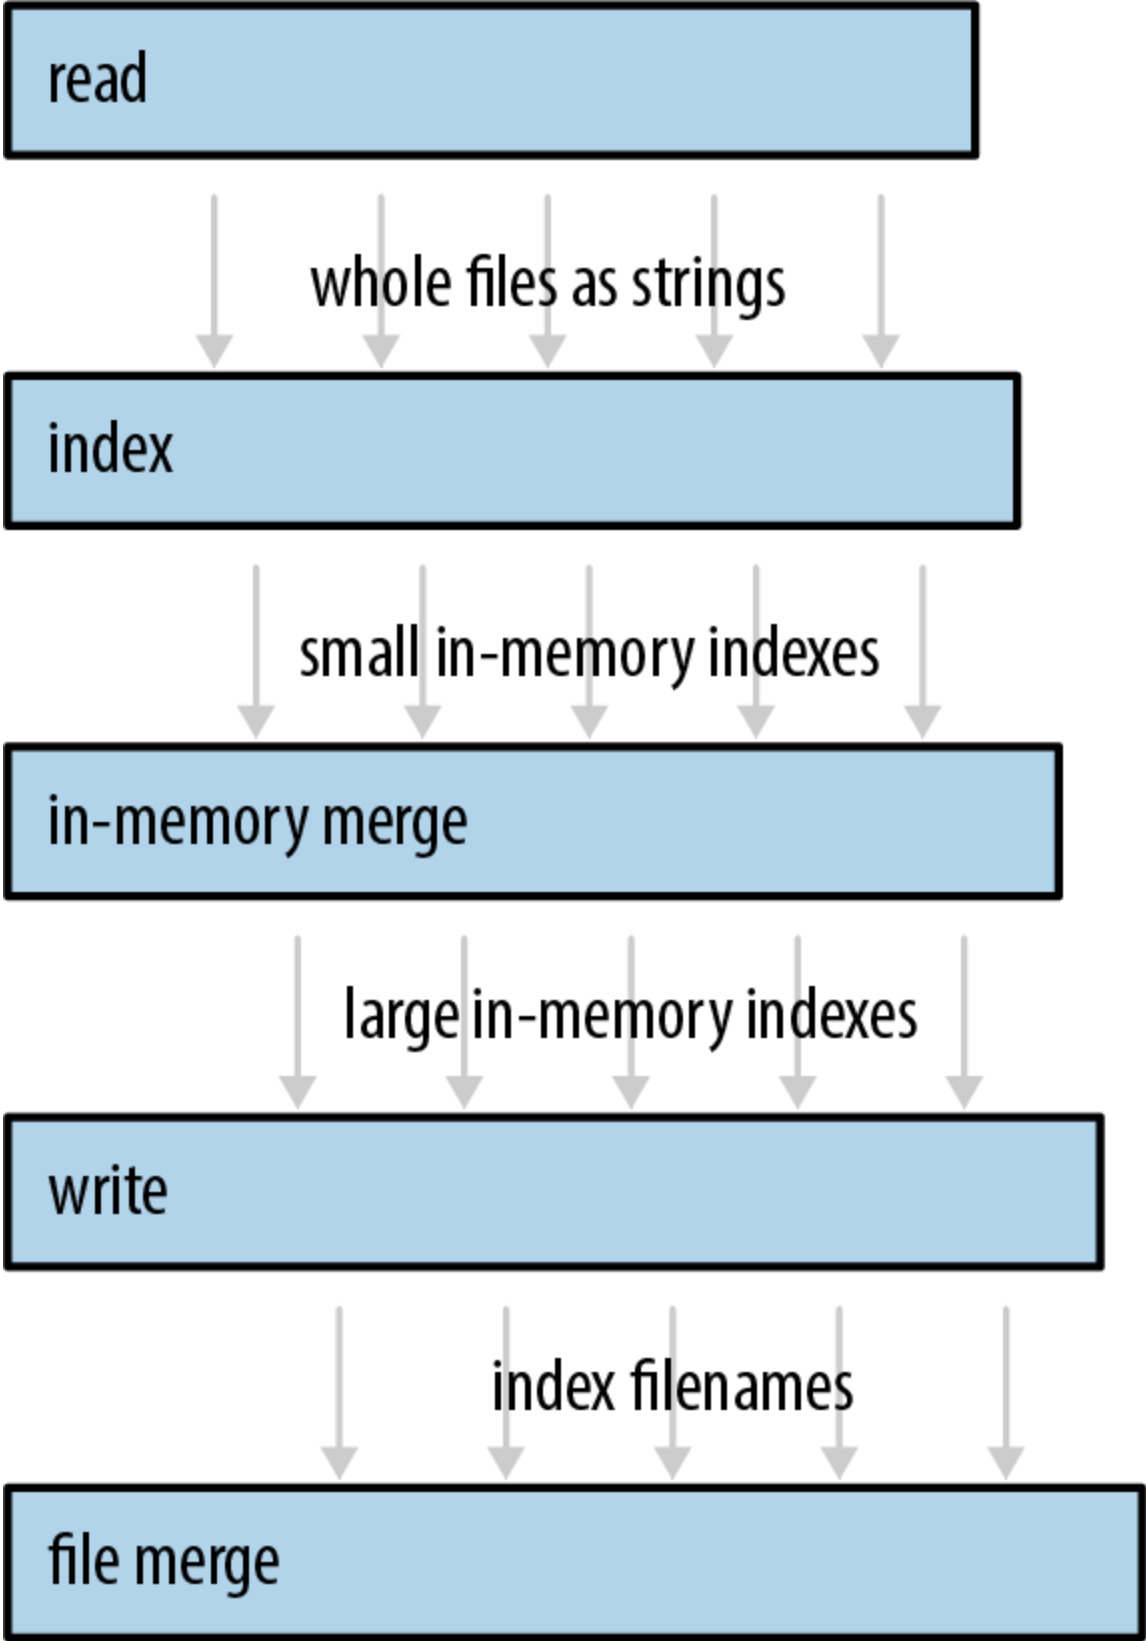 read
whole files as strings
index
small in-memory indexes
in-memory merge
large in-memory indexes
write
index filenames
file merge